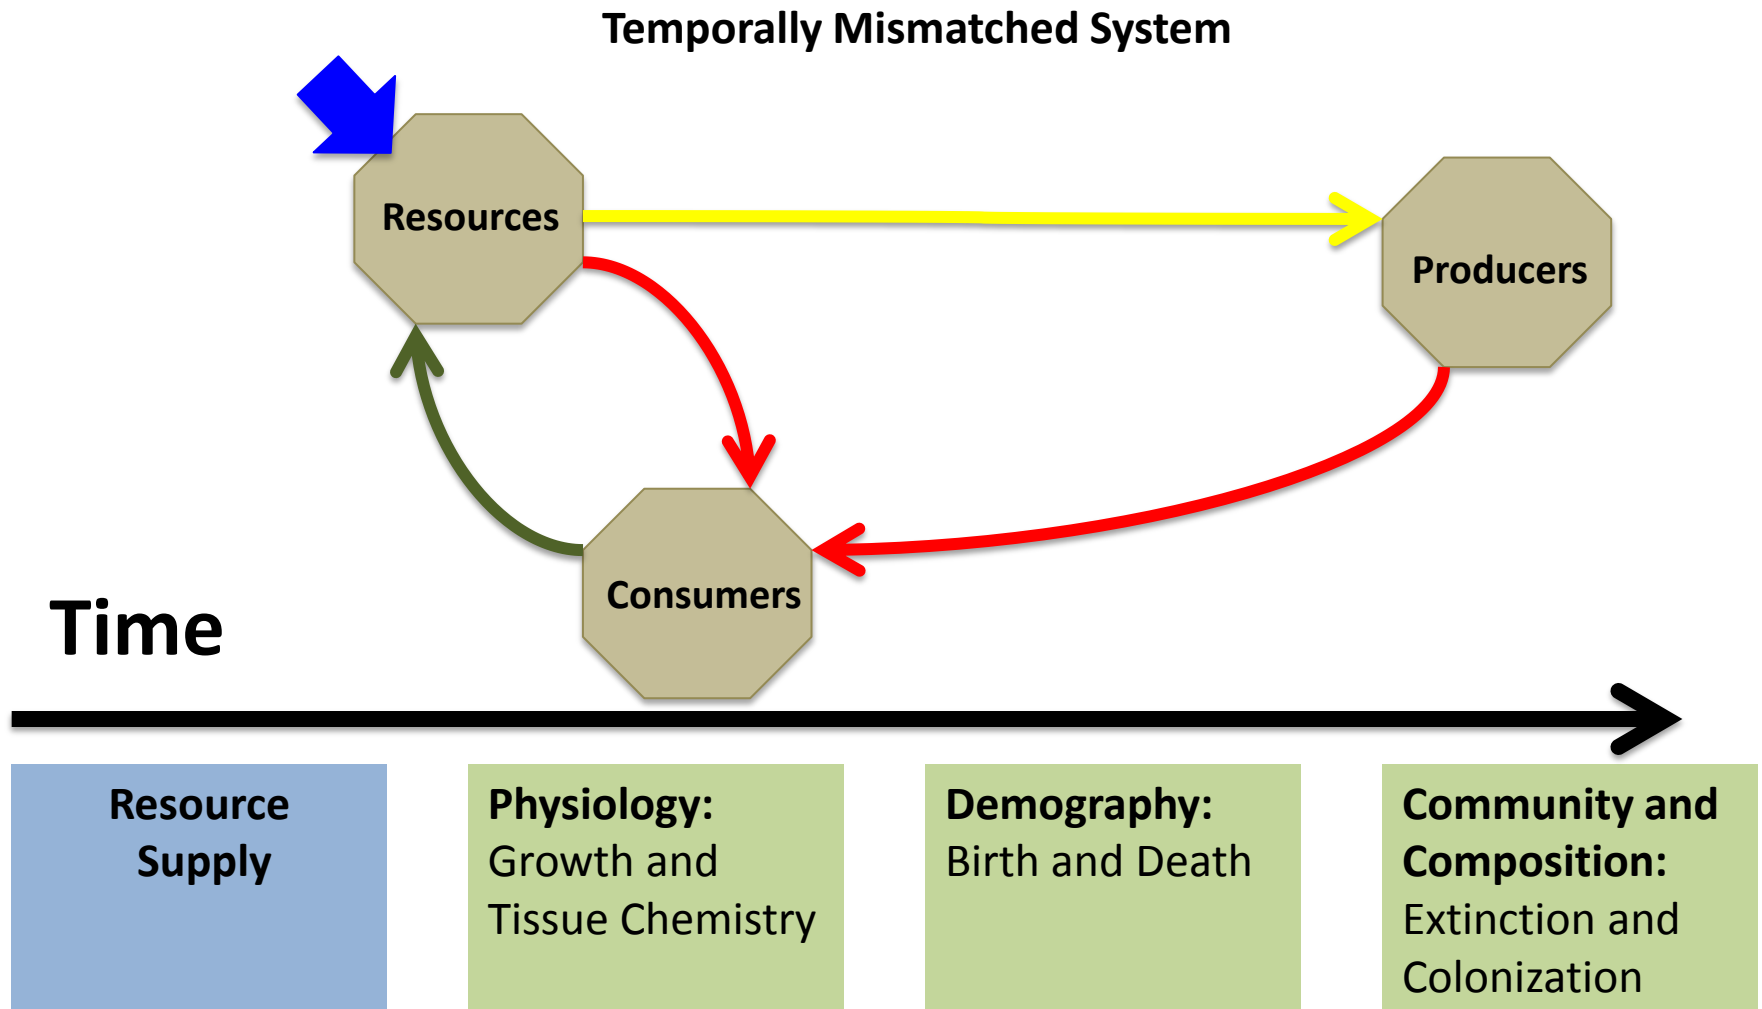 Temporally Mismatched System
Resources
Producers
Consumers
Time
Resource
Supply
Physiology:
Growth and
Tissue Chemistry
Demography:
Birth and Death
Community and
Composition:
Extinction and
Colonization